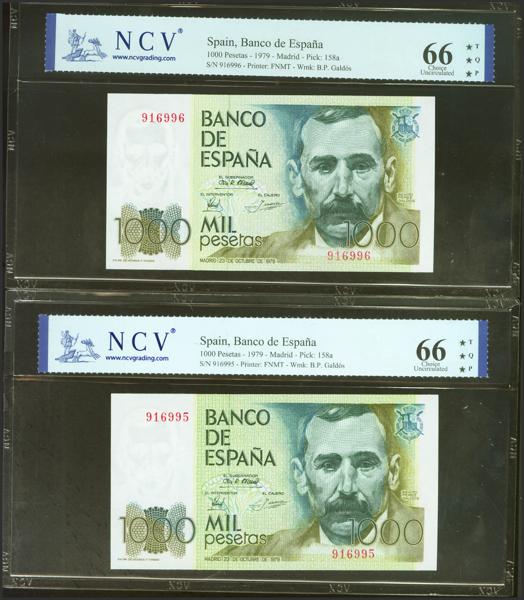 NCV®
www.ncvgrading.com
Spain, Banco de España
1000 Pesetas - 1979 - Madrid - Pick: 158a
S/N 916996 - Printer: FNMT - Wmk: B.P. Galdós
66
Choice
Uncirculated
★ T
★ Q
★ P
916996
BANCO
DE
ESPAÑA
EL GOBERNADOR
EL INTERVENTOR EL CAJERO
1000 MIL 1000
pesetas
916996
MADRID 23 DE OCTUBRE DE 1979
NCV®
www.ncvgrading.com
Spain, Banco de España
1000 Pesetas - 1979 - Madrid - Pick: 158a
S/N 916995 - Printer: FNMT - Wmk: B.P. Galdós
66
Choice
Uncirculated
★ T
★ Q
★ P
916995
BANCO
DE
ESPAÑA
EL GOBERNADOR
EL INTERVENTOR EL CAJERO
1000 MIL 1000
pesetas
916995
MADRID 23 DE OCTUBRE DE 1979